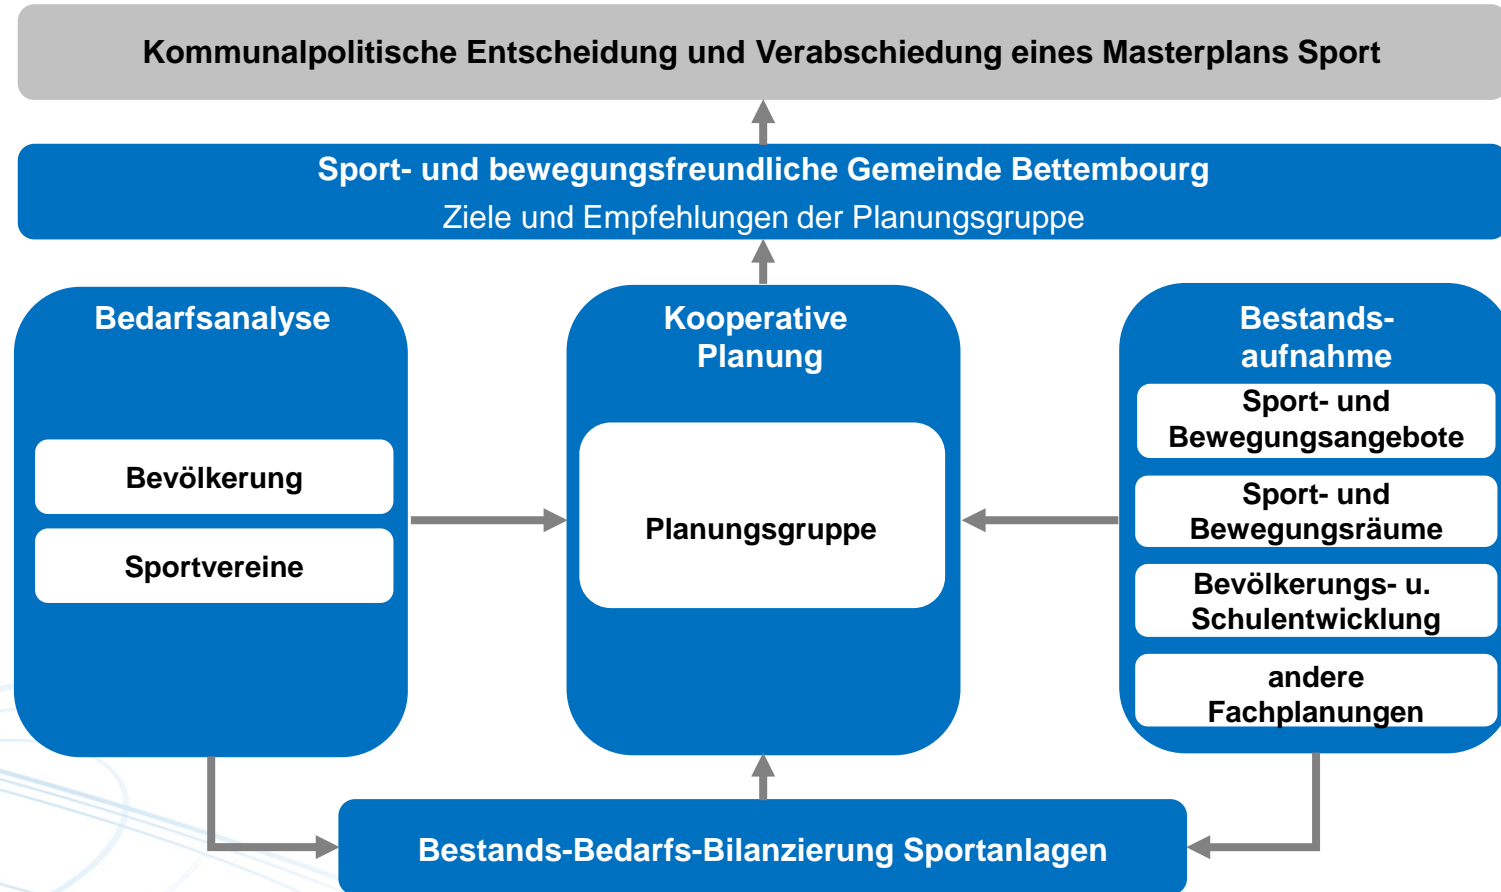 Kommunalpolitische Entscheidung und Verabschiedung eines Masterplans Sport
Sport- und bewegungsfreundliche Gemeinde Bettembourg
Ziele und Empfehlungen der Planungsgruppe
Bedarfsanalyse
Bevölkerung
Sportvereine
Kooperative
Planung
Planungsgruppe
Bestands-
aufnahme
Sport- und
Bewegungsangebote
Sport- und
Bewegungsräume
Bevölkerungs- u.
Schulentwicklung
andere
Fachplanungen
Bestands-Bedarfs-Bilanzierung Sportanlagen